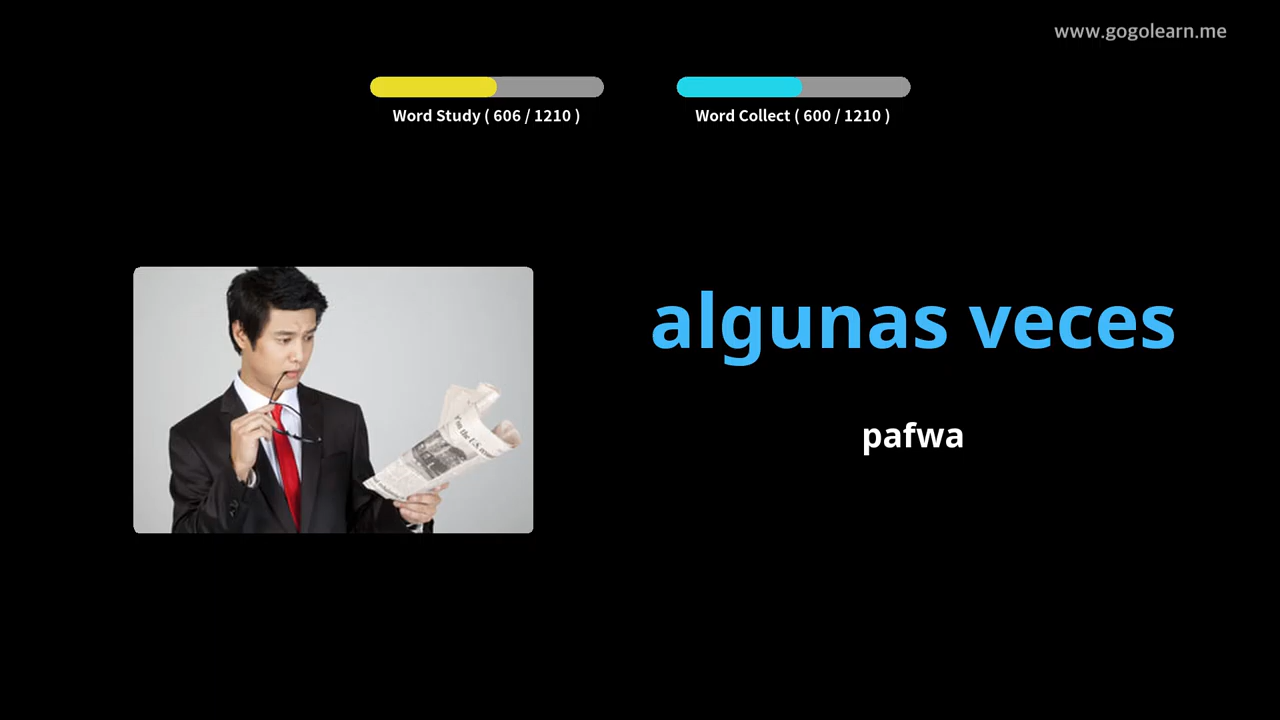 www.gogolearn.me
Word Study ( 606 / 1210 )
Word Collect ( 600 / 1210 )
algunas veces
pafwa